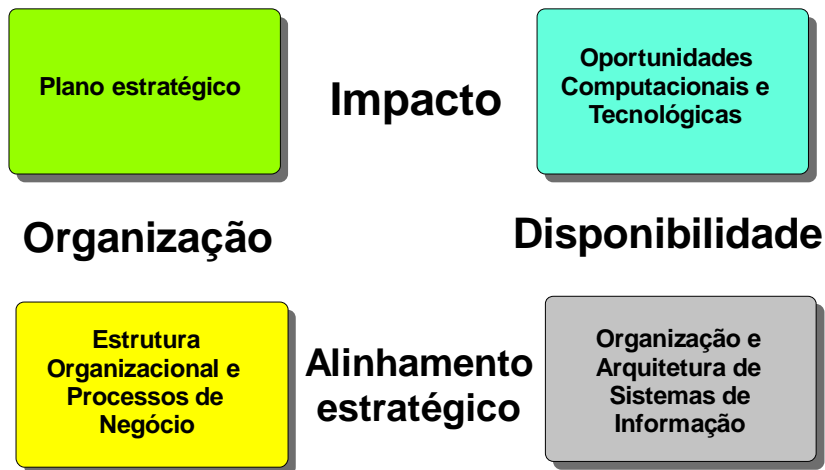 Plano estratégico
Impacto
Oportunidades
Computacionais e
Tecnológicas
Organização
Disponibilidade
Estrutura
Organizacional e
Processos de
Negócio
Alinhamento
estratégico
Organização e
Arquitetura de
Sistemas de
Informação